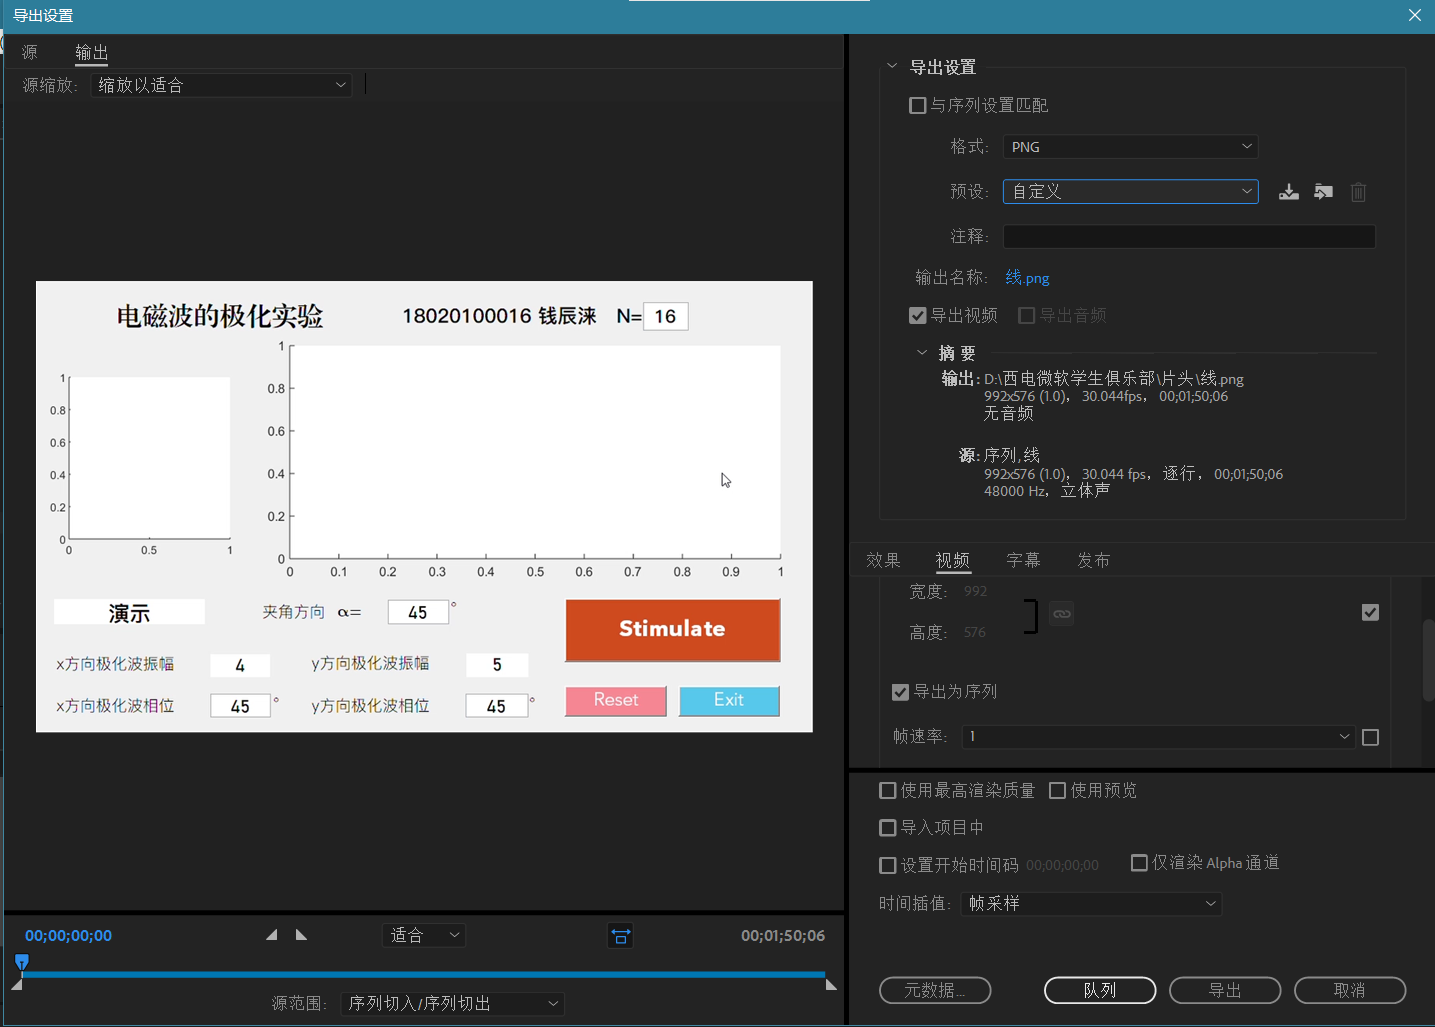 导出设置
源 输出
源缩放: 缩放以适合
电磁波的极化实验 18020100016 钱辰涞 N= 16
1
0.8
0.6
0.4
0.2
0
0 0.5 1
1
0.8
0.6
0.4
0.2
0
0 0.1 0.2 0.3 0.4 0.5 0.6 0.7 0.8 0.9 1
演示 夹角方向 α= 45 °
Stimulate
x方向极化波振幅 4 y方向极化波振幅 5
x方向极化波相位 45 ° y方向极化波相位 45 °
Reset Exit
00;00;00;00 适合 00;01;50;06
源范围: 序列切入/序列切出
导出设置
与序列设置匹配
格式: PNG
预设: 自定义
注释:
输出名称: 线.png
导出视频 导出音频
摘要
输出: D:\西电微软学生俱乐部\片头\线.png
992x576 (1.0), 30.044fps, 00;01;50;06
无音频
源: 序列,线
992x576 (1.0), 30.044 fps, 逐行, 00;01;50;06
48000 Hz, 立体声
效果 视频 字幕 发布
宽度: 992
高度: 576
导出为序列
帧速率: 1
使用最高渲染质量 使用预览
导入项目中
设置开始时间码 00;00;00;00 仅渲染 Alpha 通道
时间插值: 帧采样
元数据... 队列 导出 取消